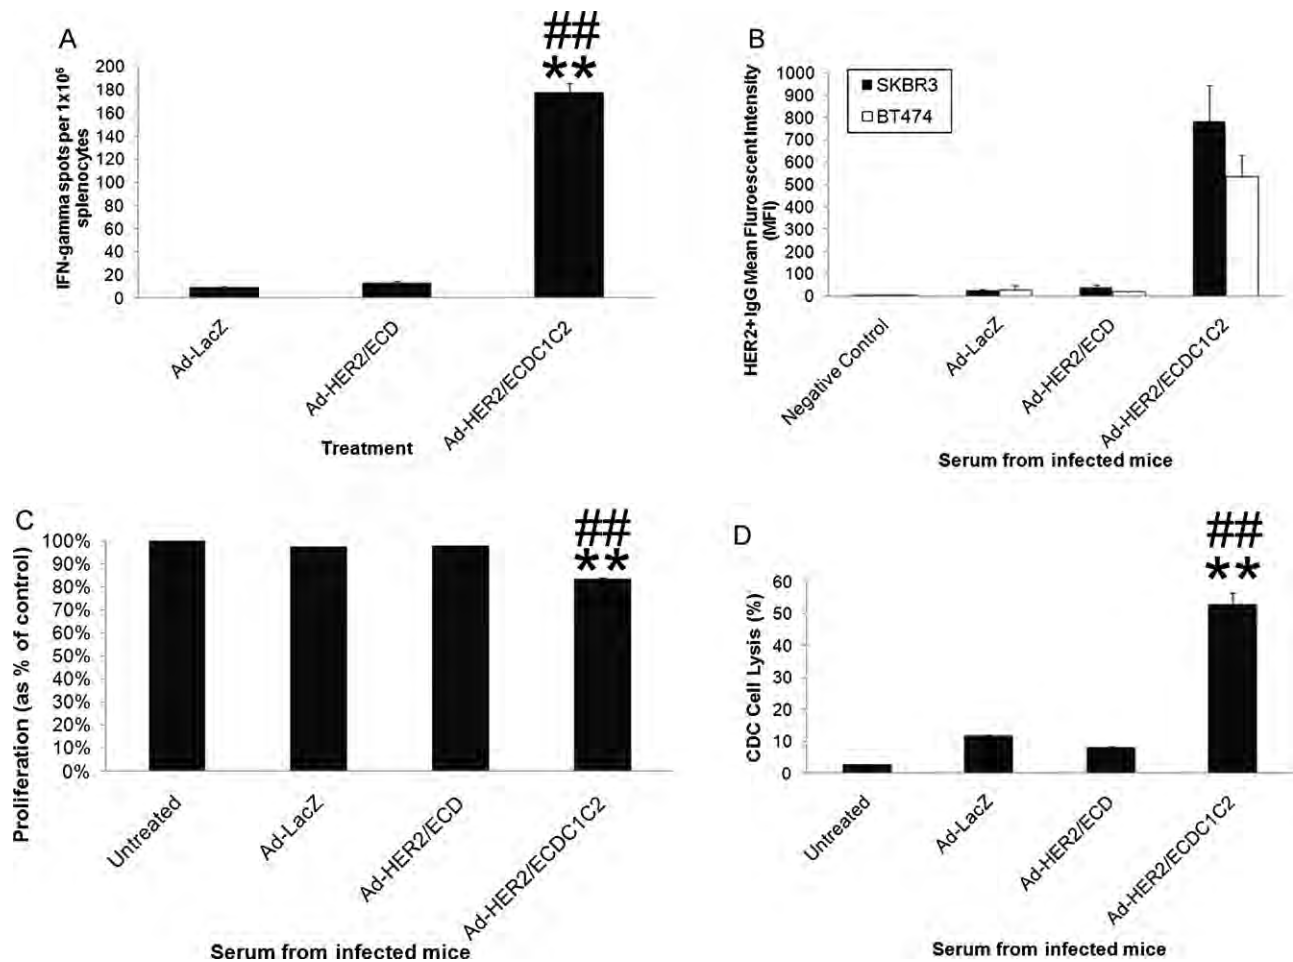 A
##
**
IFN-gamma spots per 1x10⁶
splenocytes
200
180
160
140
120
100
80
60
40
20
0
Ad-LacZ
Ad-HER2/ECD
Ad-HER2/ECDC1C2
Treatment
B
HER2+ IgG Mean Fluroescent Intensity
(MFI)
1000
900
800
700
600
500
400
300
200
100
0
SKBR3
BT474
Negative Control
Ad-LacZ
Ad-HER2/ECD
Ad-HER2/ECDC1C2
Serum from infected mice
C
##
**
Proliferation (as % of control)
100%
90%
80%
70%
60%
50%
40%
30%
20%
10%
0%
Untreated
Ad-LacZ
Ad-HER2/ECD
Ad-HER2/ECDC1C2
Serum from infected mice
D
##
**
CDC Cell Lysis (%)
60
50
40
30
20
10
0
Untreated
Ad-LacZ
Ad-HER2/ECD
Ad-HER2/ECDC1C2
Serum from infected mice